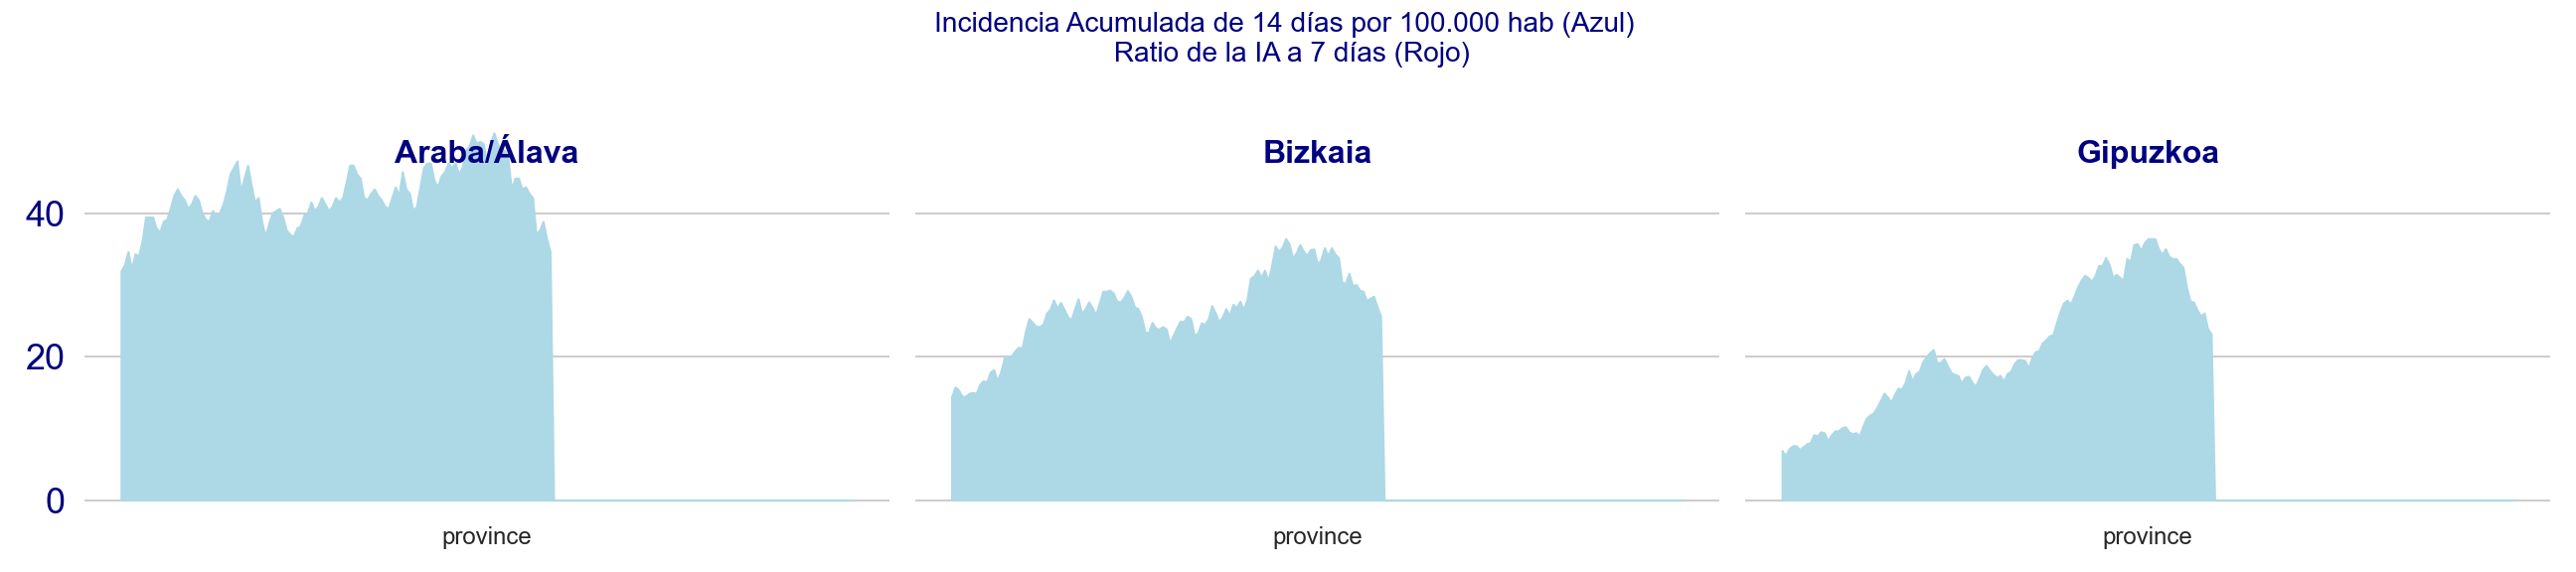 Incidencia Acumulada de 14 días por 100.000 hab (Azul)
Ratio de la IA a 7 días (Rojo)
Araba/Álava
Bizkaia
Gipuzkoa
40
20
0
province
province
province